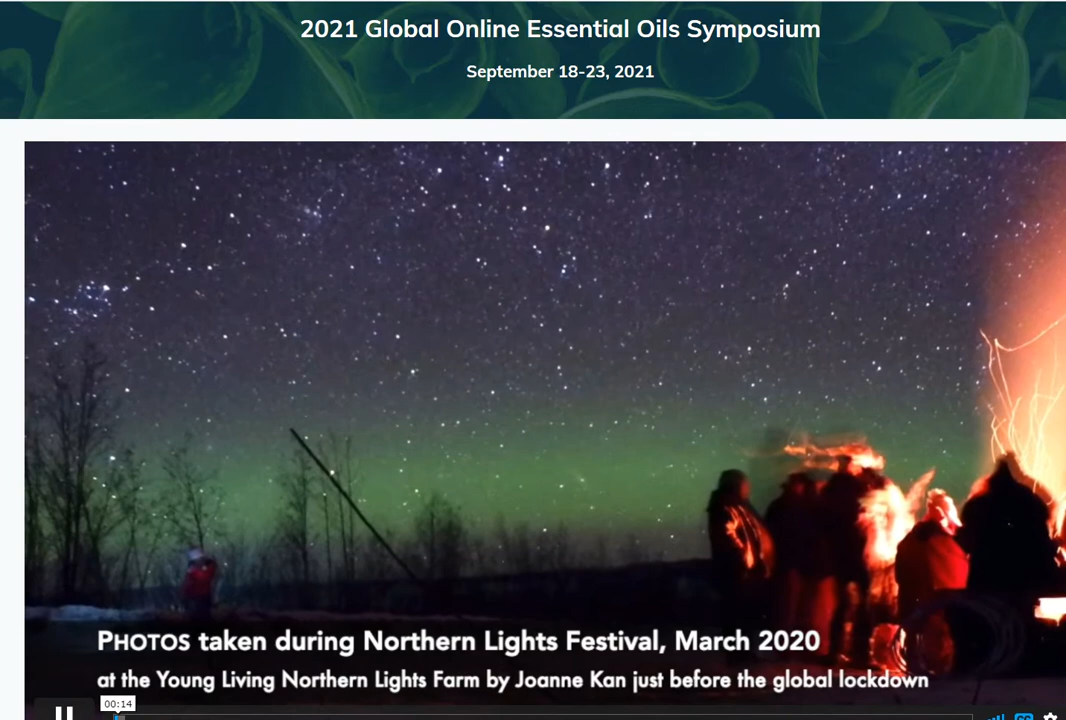 2021 Global Online Essential Oils Symposium
September 18-23, 2021
PHOTOS taken during Northern Lights Festival, March 2020
at the Young Living Northern Lights Farm by Joanne Kan just before the global lockdown
00:14
CC